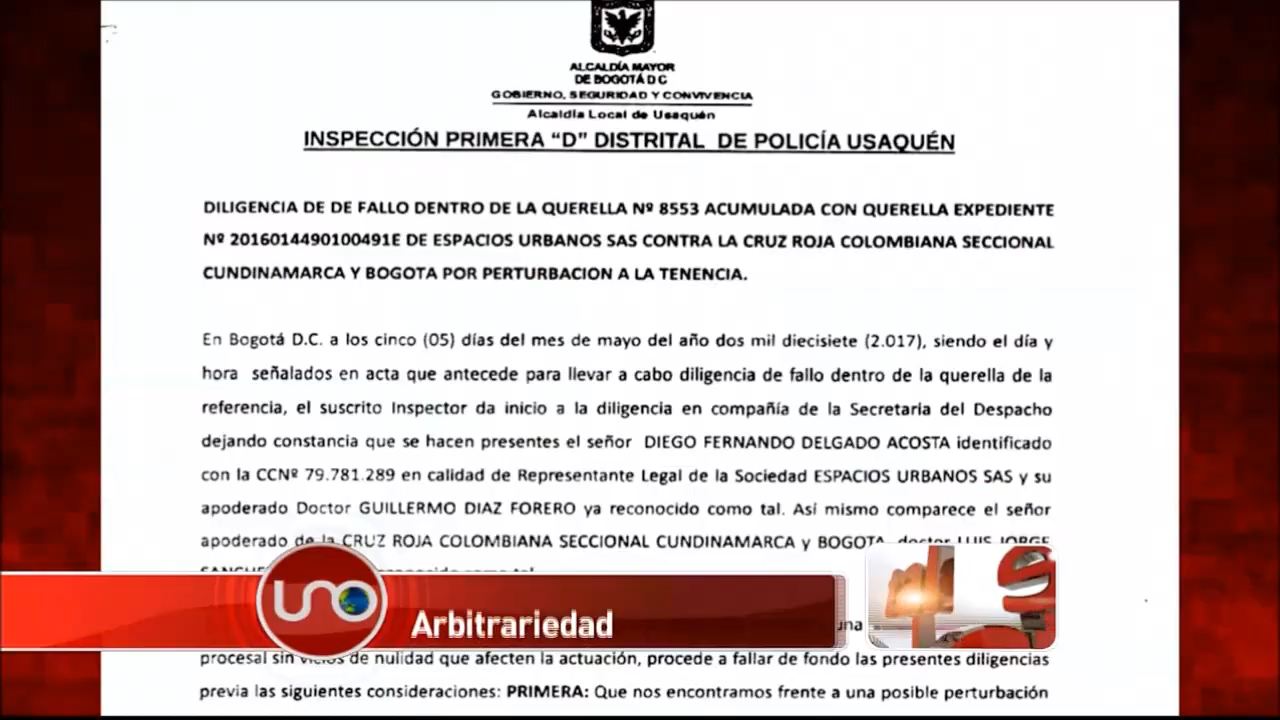 ALCALDÍA MAYOR
DE BOGOTÁ D C
GOBIERNO, SEGURIDAD Y CONVIVENCIA
Alcaldía Local de Usaquén
INSPECCIÓN PRIMERA “D” DISTRITAL DE POLICÍA USAQUÉN
DILIGENCIA DE DE FALLO DENTRO DE LA QUERELLA Nº 8553 ACUMULADA CON QUERELLA EXPEDIENTE
Nº 2016014490100491E DE ESPACIOS URBANOS SAS CONTRA LA CRUZ ROJA COLOMBIANA SECCIONAL
CUNDINAMARCA Y BOGOTA POR PERTURBACION A LA TENENCIA.
En Bogotá D.C. a los cinco (05) días del mes de mayo del año dos mil diecisiete (2.017), siendo el día y
hora señalados en acta que antecede para llevar a cabo diligencia de fallo dentro de la querella de la
referencia, el suscrito Inspector da inicio a la diligencia en compañía de la Secretaria del Despacho
dejando constancia que se hacen presentes el señor DIEGO FERNANDO DELGADO ACOSTA identificado
con la CCNº 79.781.289 en calidad de Representante Legal de la Sociedad ESPACIOS URBANOS SAS y su
apoderado Doctor GUILLERMO DIAZ FORERO ya reconocido como tal. Así mismo comparece el señor
apoderado de la CRUZ ROJA COLOMBIANA SECCIONAL CUNDINAMARCA y BOGOTA, doctor LUIS JORGE
UNO
Arbitrariedad
procesal sin vicios de nulidad que afecten la actuación, procede a fallar de fondo las presentes diligencias
previa las siguientes consideraciones: PRIMERA: Que nos encontramos frente a una posible perturbación